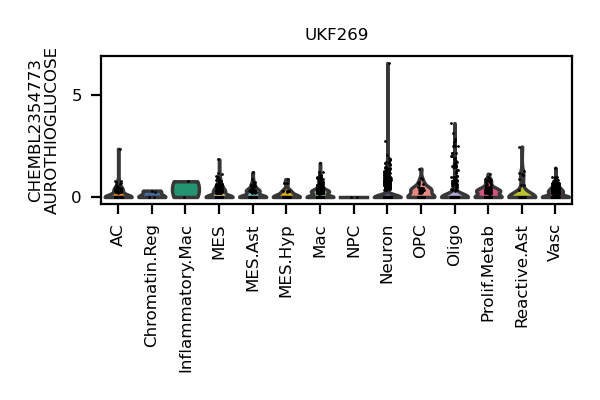 UKF269
CHEMBL2354773
AUROTHIOGLUCOSE
5
0
AC
Chromatin.Reg
Inflammatory.Mac
MES
MES.Ast
MES.Hyp
Mac
NPC
Neuron
OPC
Oligo
Prolif.Metab
Reactive.Ast
Vasc